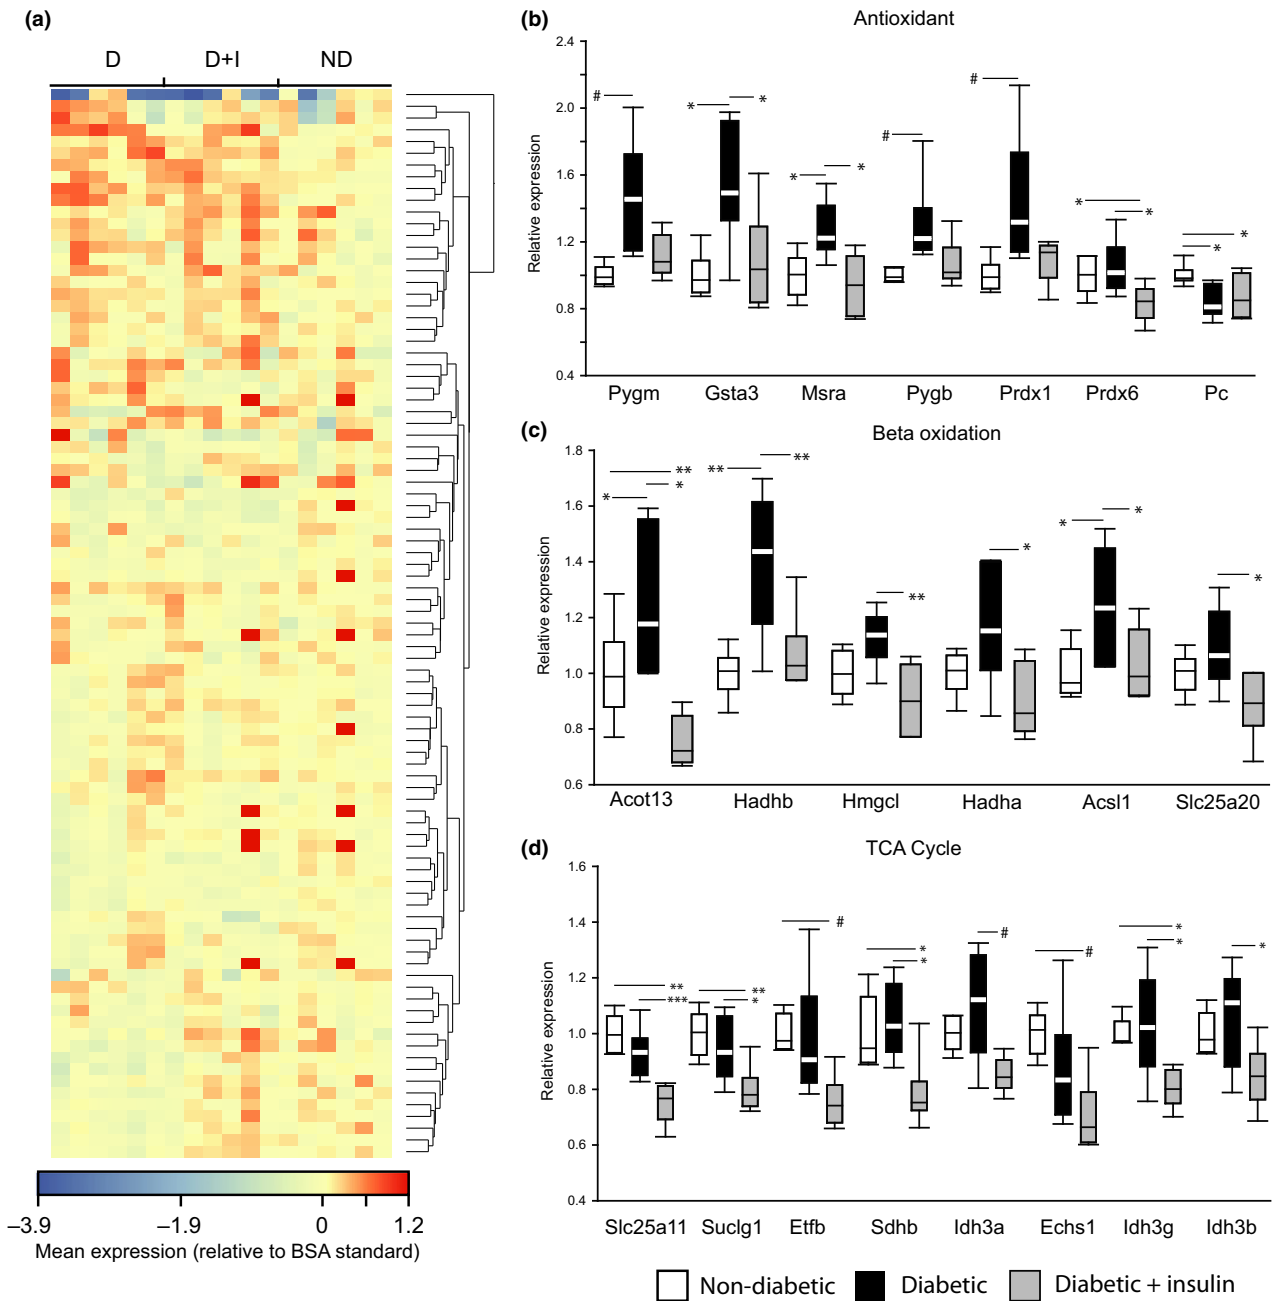 (a)
D D+I ND
−3.9 −1.9 0 1.2
Mean expression (relative to BSA standard)
(b)
Antioxidant
Relative expression
2.4
2.0
1.6
1.2
0.8
0.4
# * * * * # # * * * *
Pygm Gsta3 Msra Pygb Prdx1 Prdx6 Pc
(c)
Beta oxidation
Relative expression
1.8
1.6
1.4
1.2
1.0
0.8
0.6
* ** * ** ** ** * * * *
Acot13 Hadhb Hmgcl Hadha Acsl1 Slc25a20
(d)
TCA Cycle
Relative expression
1.6
1.4
1.2
1.0
0.8
0.6
0.4
** *** ** * # * * # # * * *
Slc25a11 Suclg1 Etfb Sdhb Idh3a Echs1 Idh3g Idh3b
Non-diabetic Diabetic Diabetic + insulin